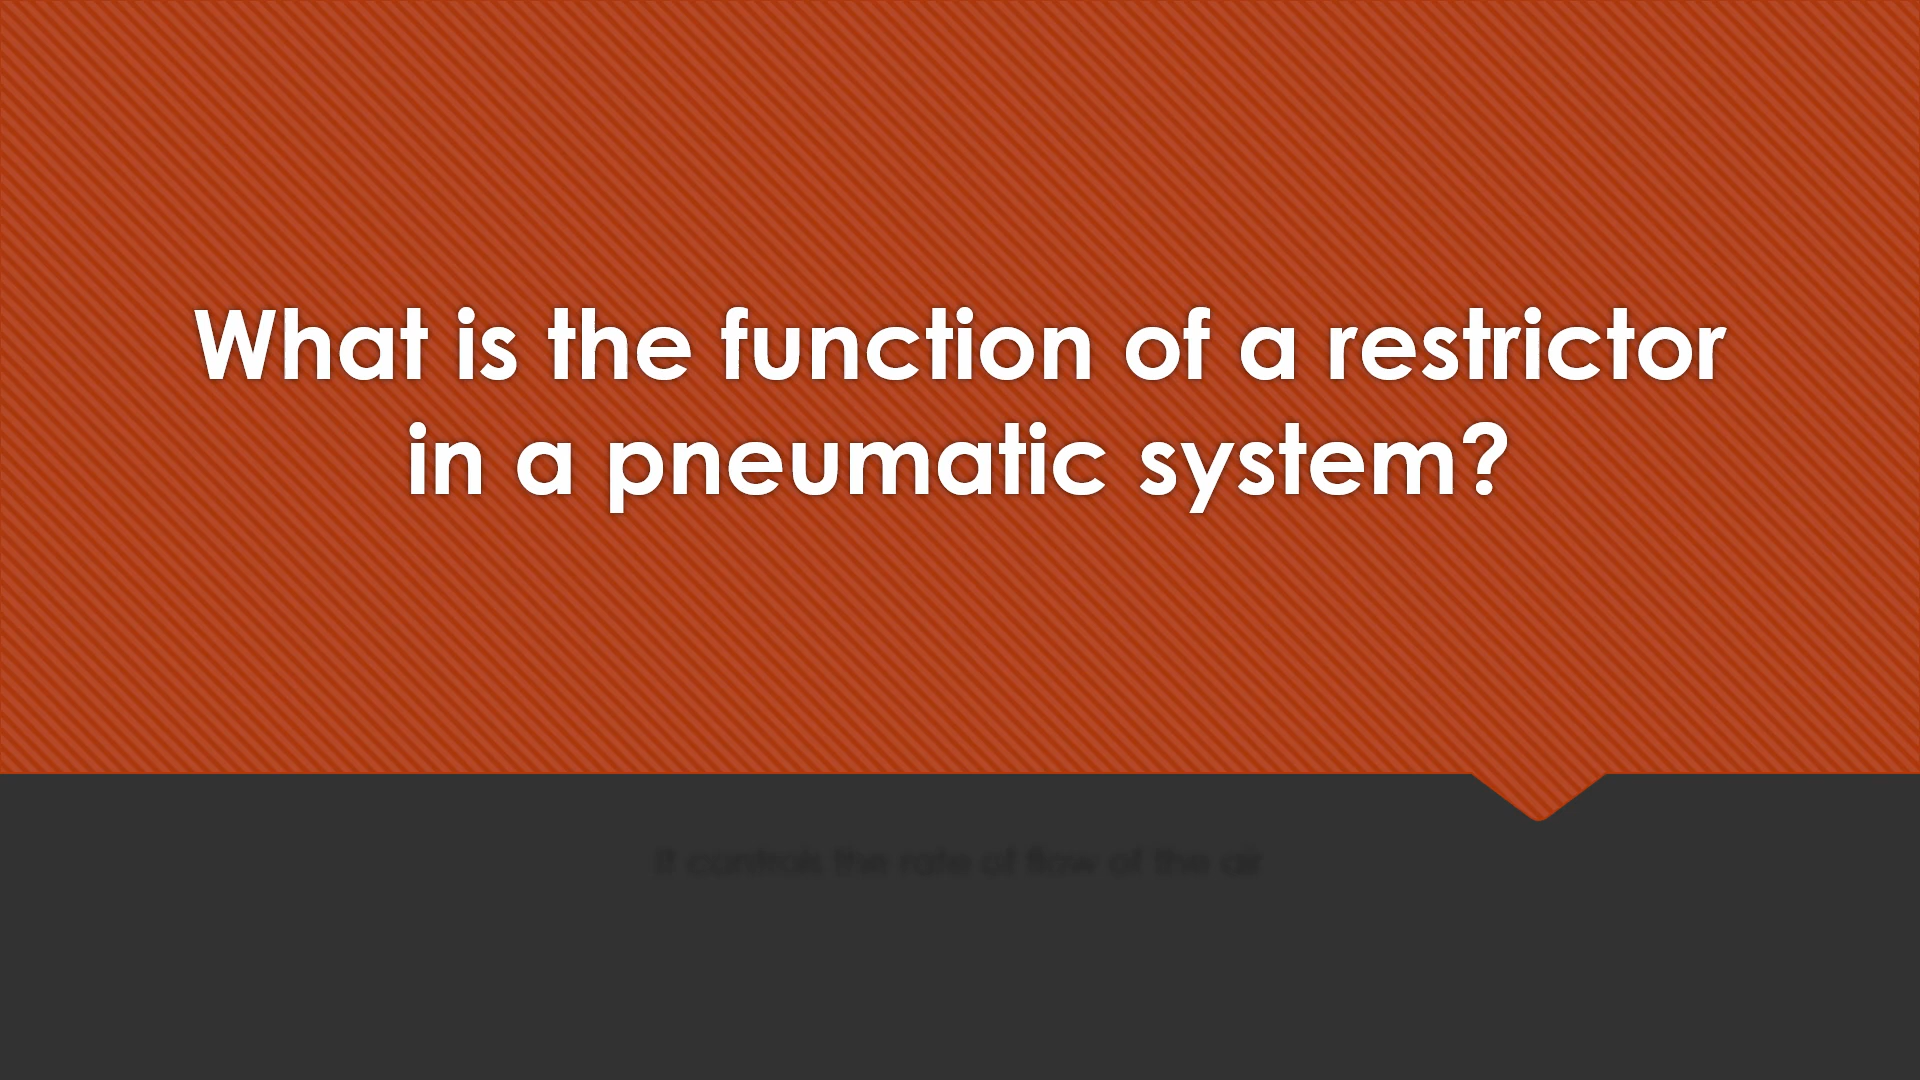 What is the function of a restrictor
in a pneumatic system?
It controls the rate of flow of the air